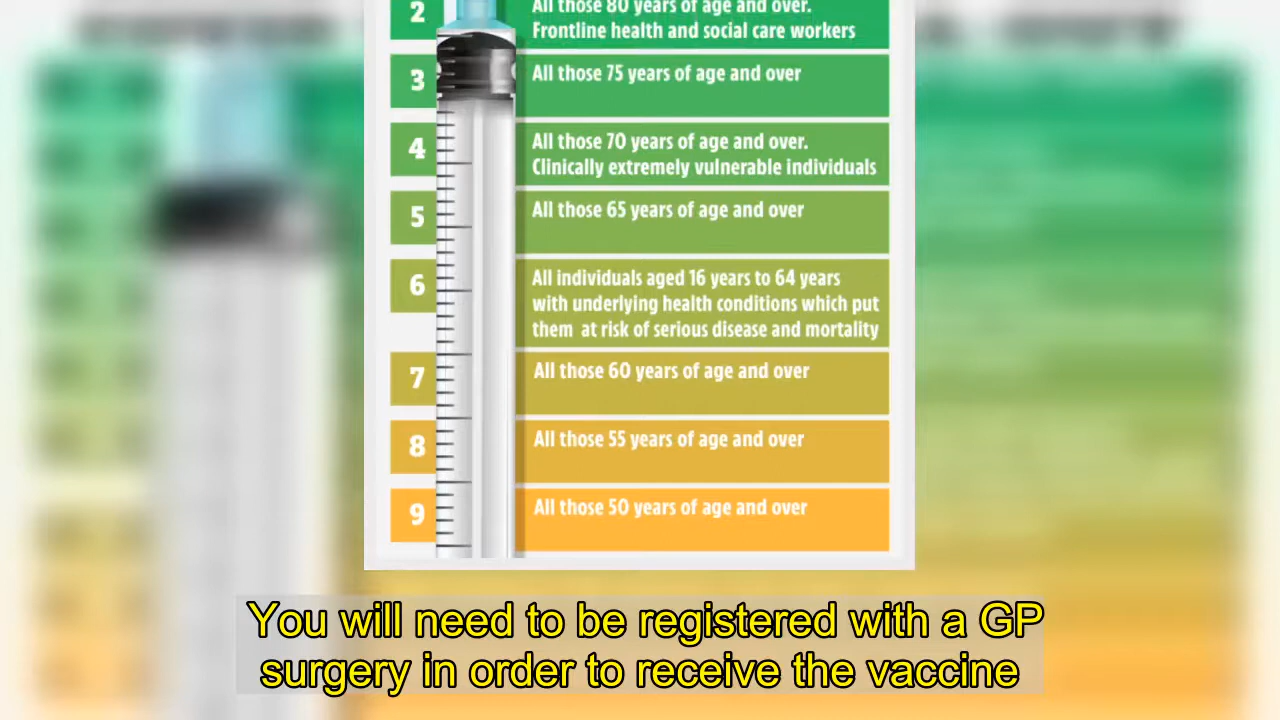 2
All those 80 years of age and over.
Frontline health and social care workers
3
All those 75 years of age and over
4
All those 70 years of age and over.
Clinically extremely vulnerable individuals
5
All those 65 years of age and over
6
All individuals aged 16 years to 64 years
with underlying health conditions which put
them at risk of serious disease and mortality
7
All those 60 years of age and over
8
All those 55 years of age and over
9
All those 50 years of age and over
You will need to be registered with a GP
surgery in order to receive the vaccine